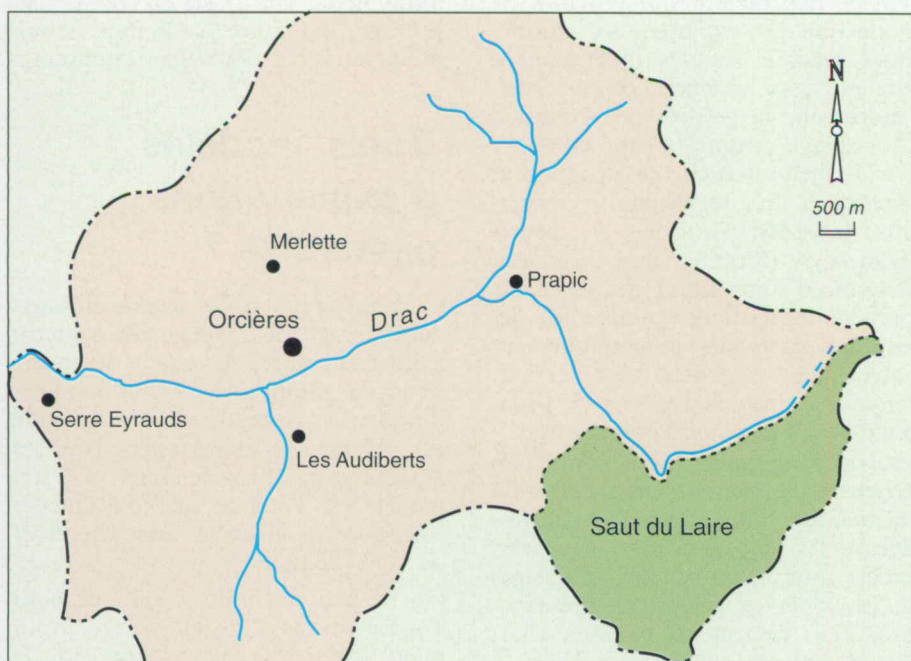 N
500 m
Merlette
Prapic
Orcières
Drac
Serre Eyrauds
Les Audiberts
Saut du Laire